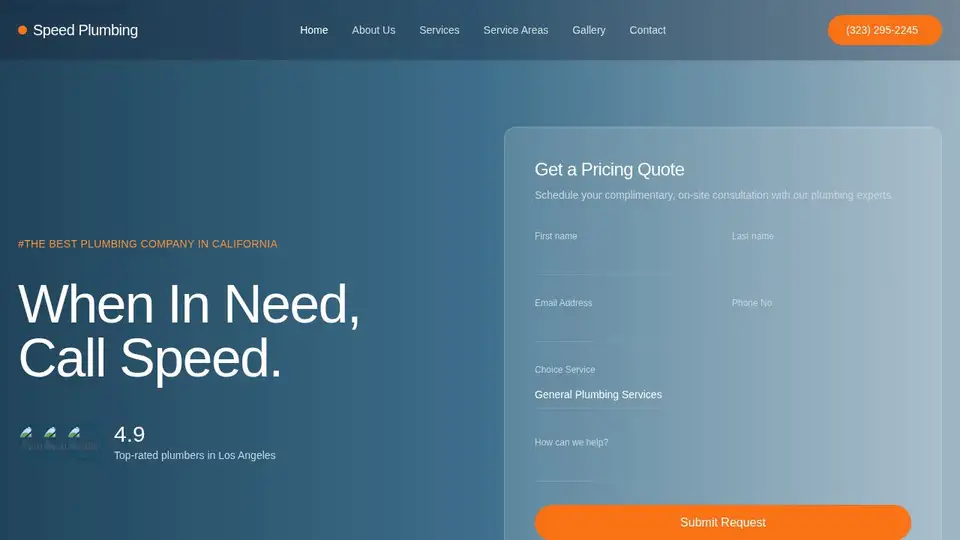 Speed Plumbing
Home
About Us
Services
Service Areas
Gallery
Contact
(323) 295-2245
#THE BEST PLUMBING COMPANY IN CALIFORNIA
When In Need,
Call Speed.
4.9
Top-rated plumbers in Los Angeles
Get a Pricing Quote
Schedule your complimentary, on-site consultation with our plumbing experts
First name
Last name
Email Address
Phone No
Choice Service
General Plumbing Services
How can we help?
Submit Request